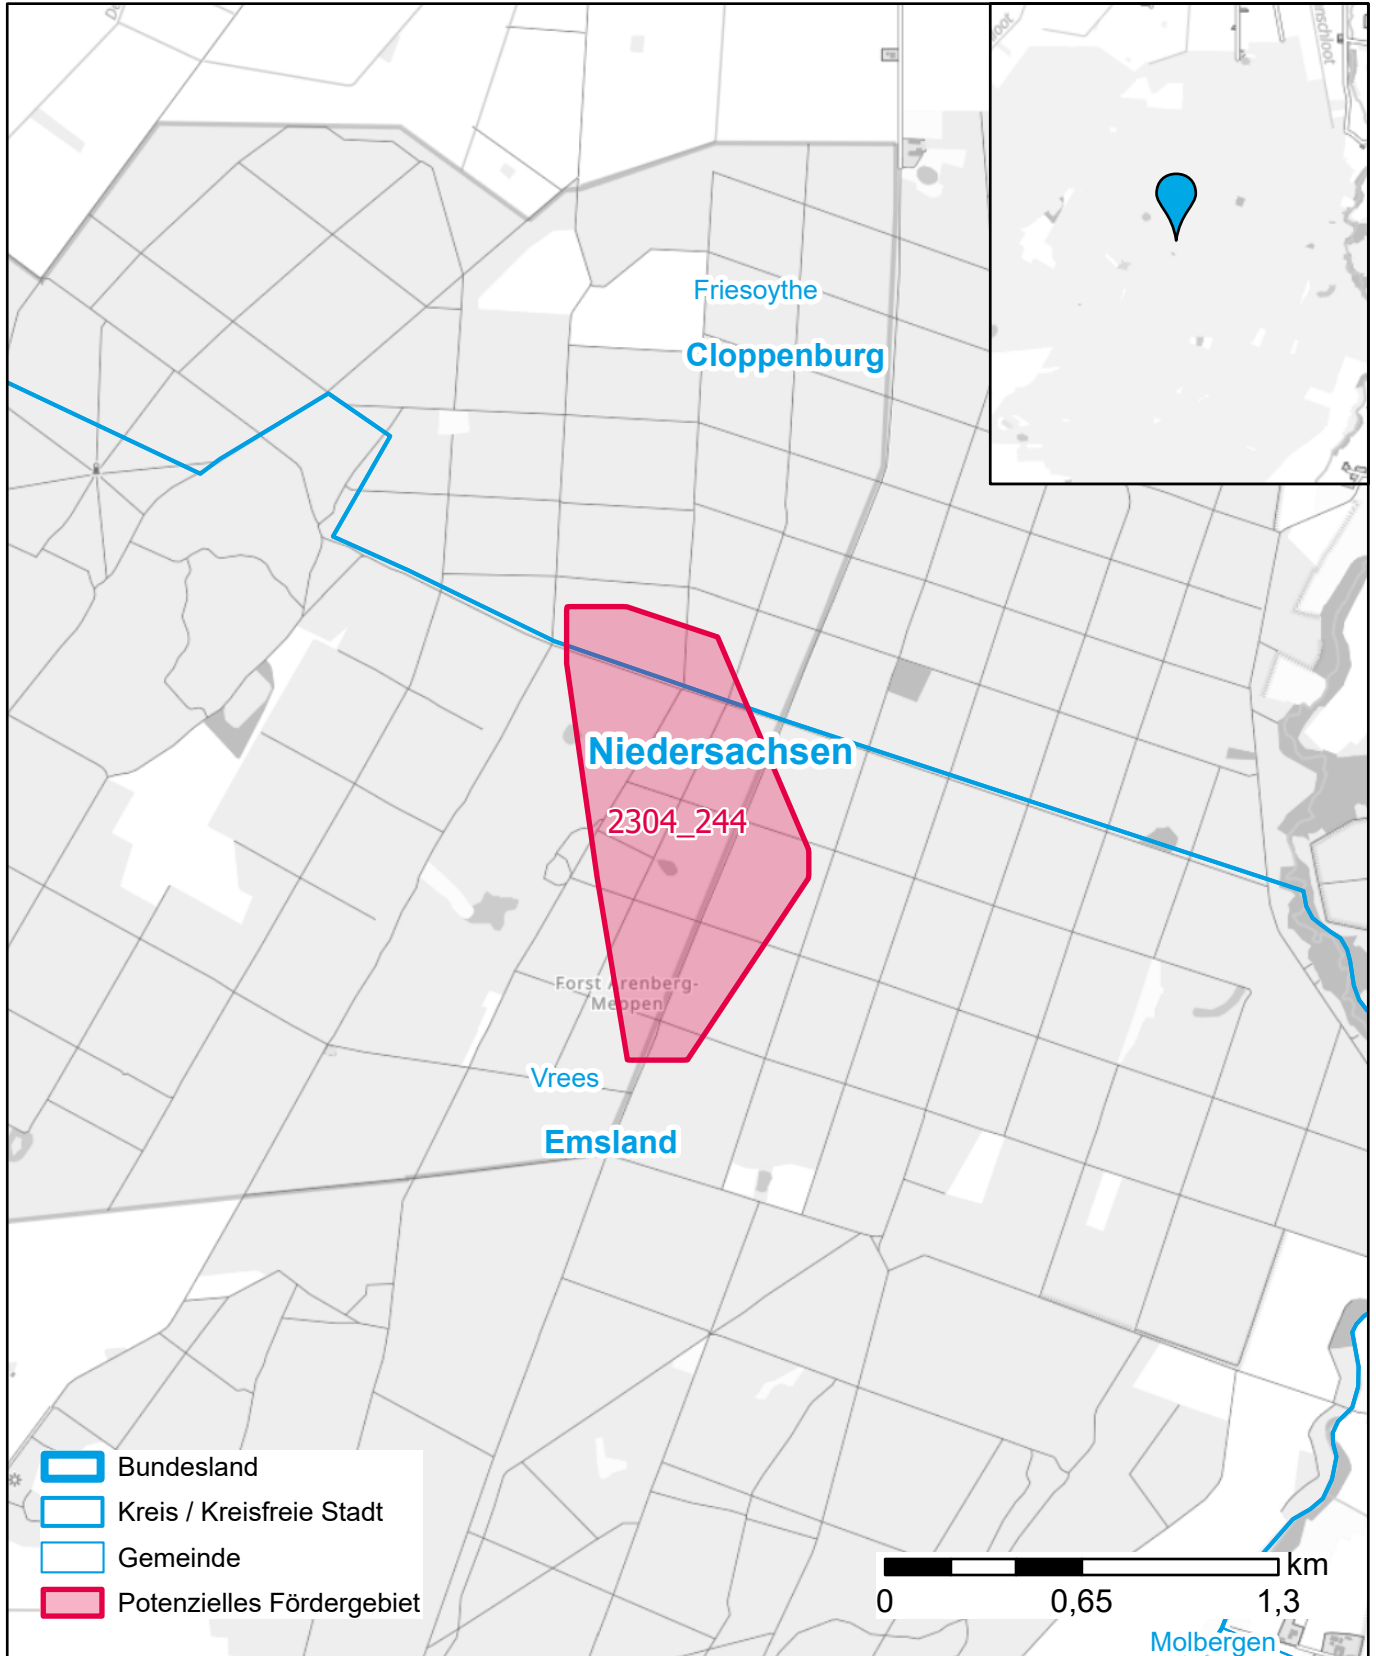 Friesoythe
Cloppenburg
Niedersachsen
2304_244
Forst Arenberg-
Meppen
Vrees
Emsland
Bundesland
Kreis / Kreisfreie Stadt
Gemeinde
Potenzielles Fördergebiet
km
0 0,65 1,3
Molbergen